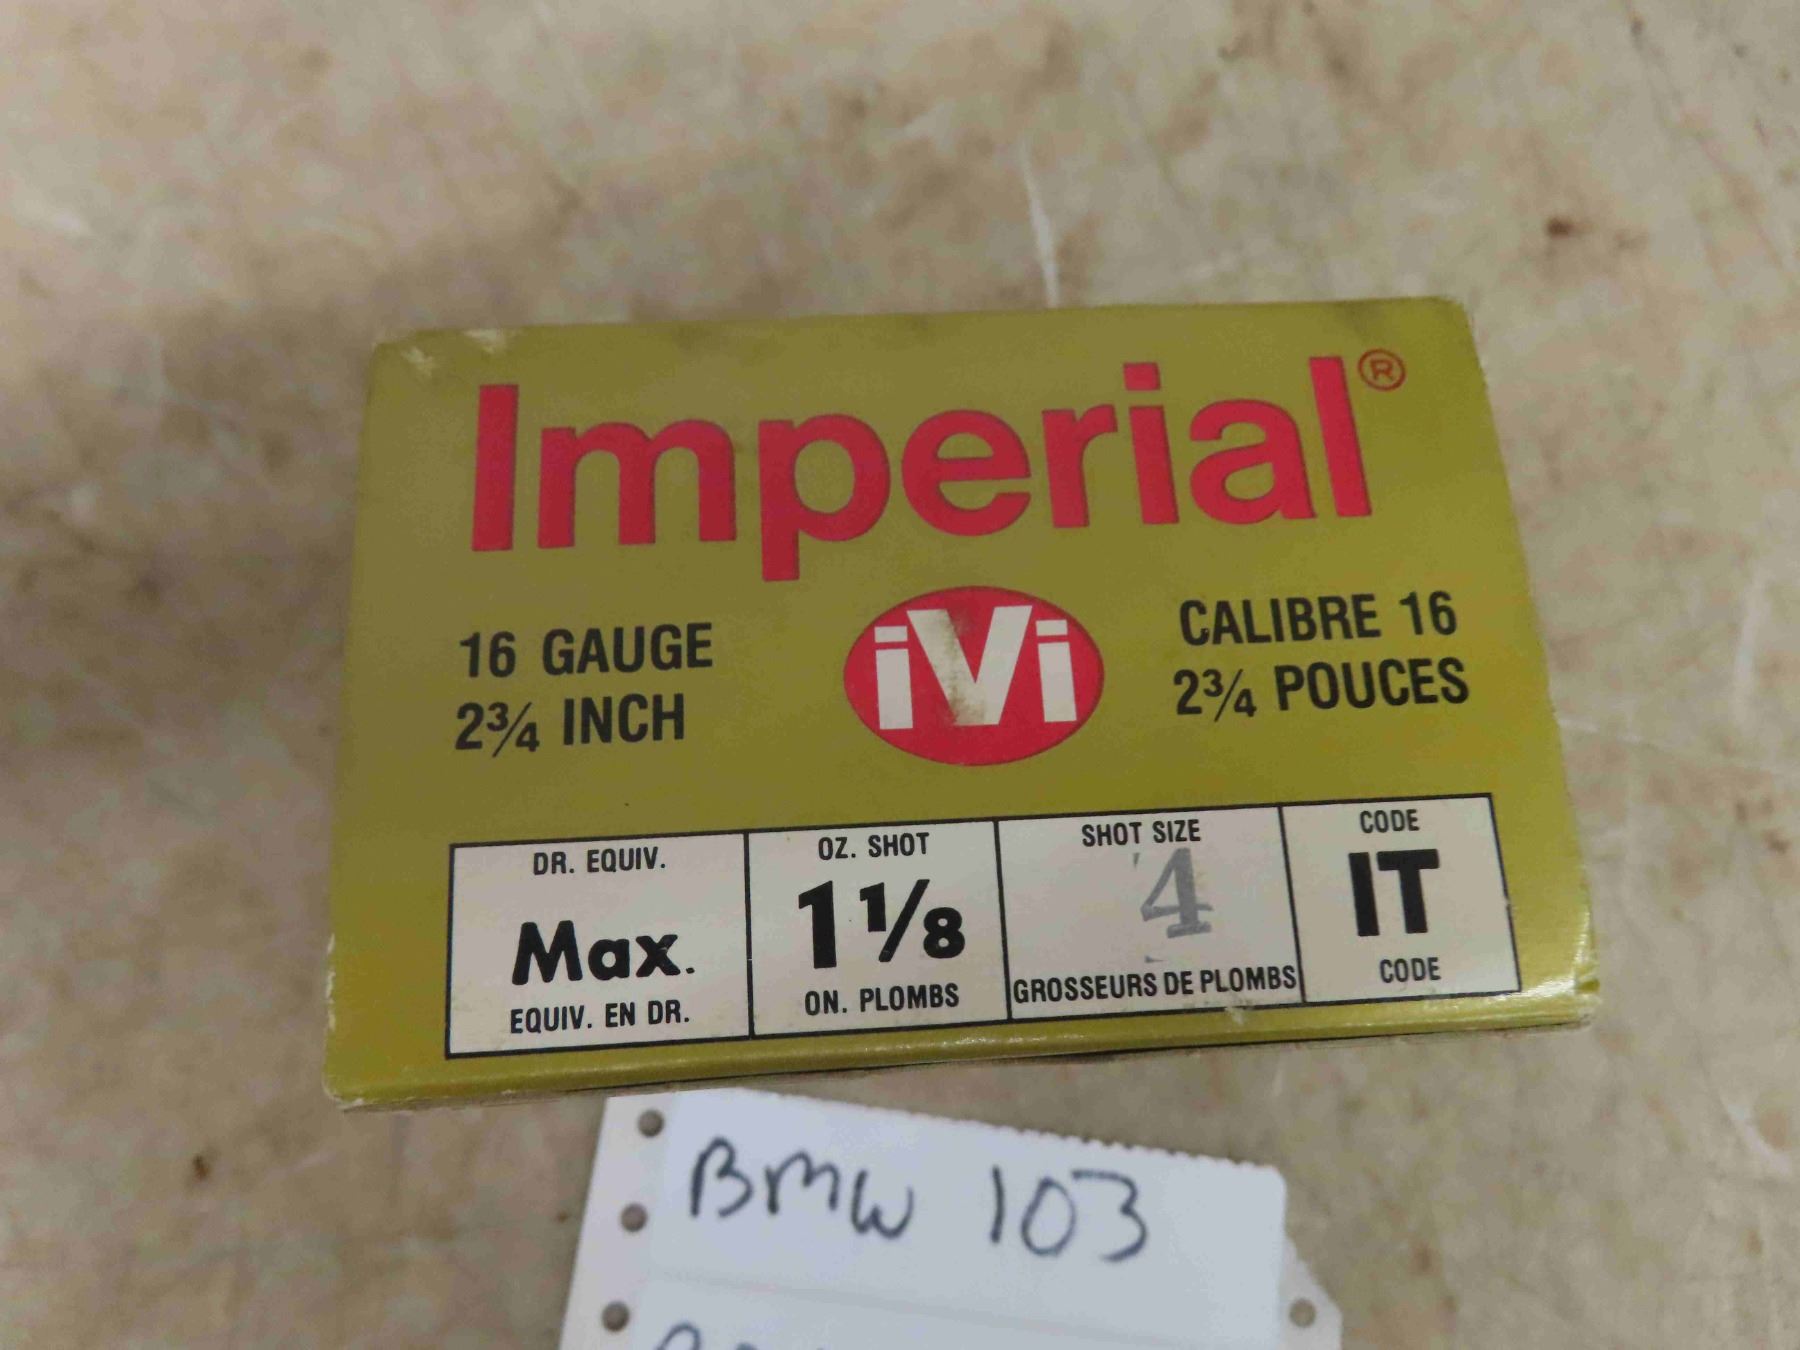 Imperial®
16 GAUGE
2¾ INCH
iVi
CALIBRE 16
2¾ POUCES
DR. EQUIV.
Max.
EQUIV. EN DR.
OZ. SHOT
1⅛
ON. PLOMBS
SHOT SIZE
4
GROSSEURS DE PLOMBS
CODE
IT
CODE
BMW 103